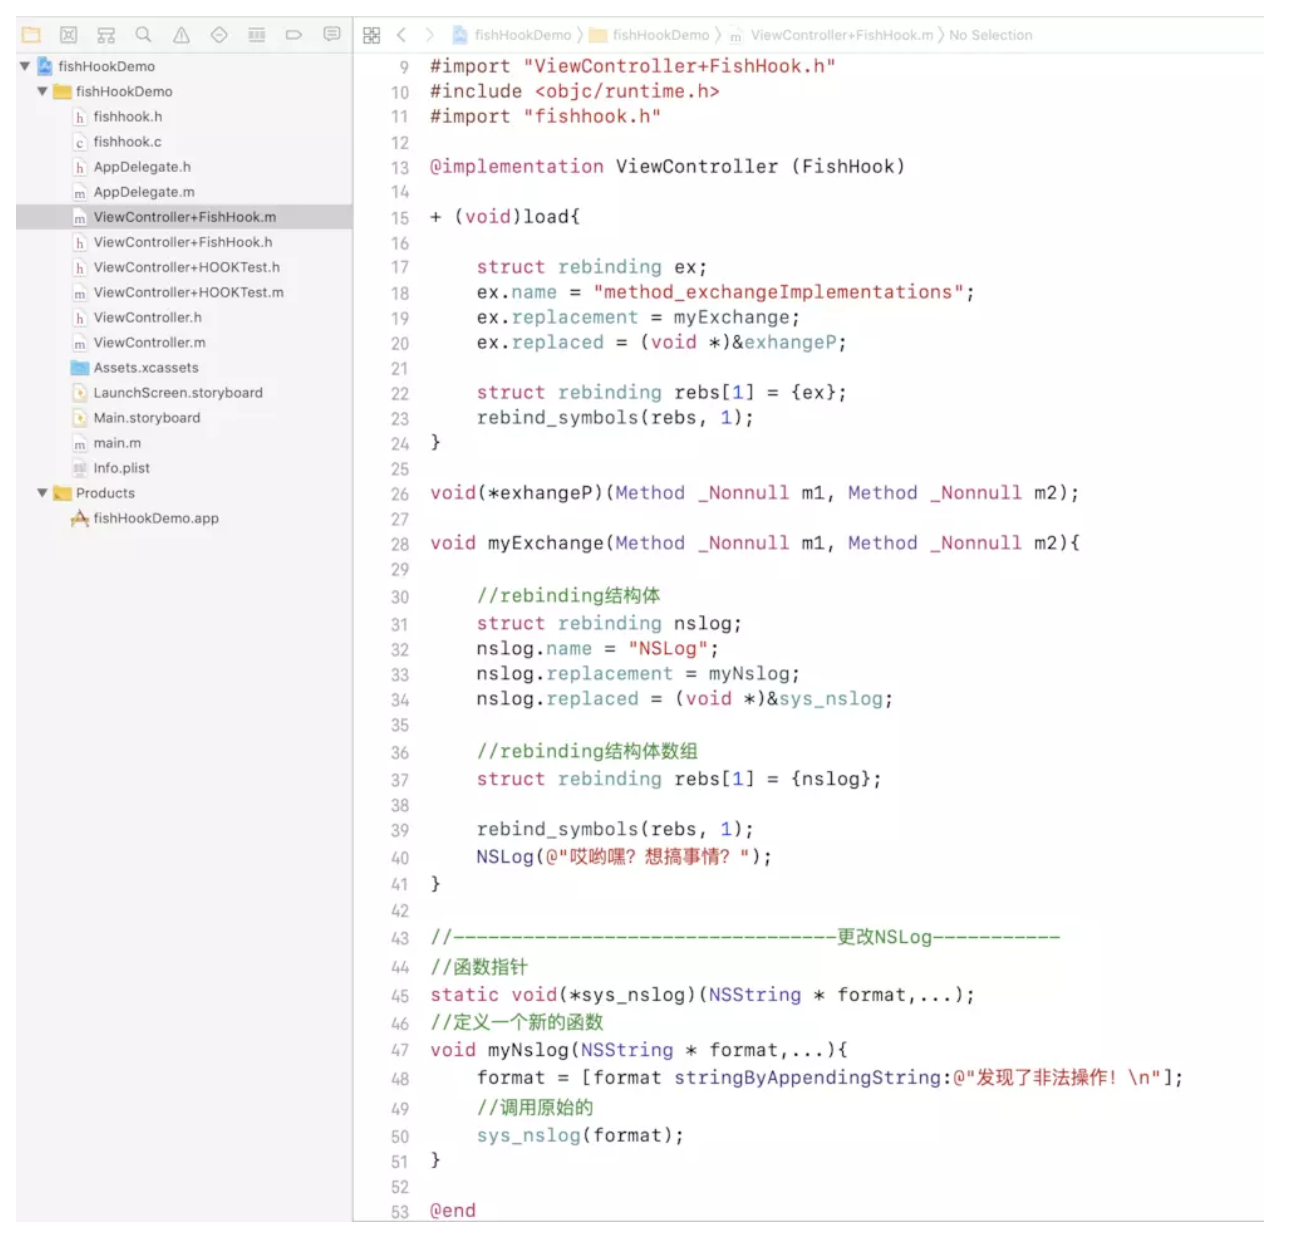 fishHookDemo 〉 fishHookDemo 〉 m ViewController+FishHook.m 〉 No Selection
fishHookDemo
fishHookDemo
h fishhook.h
c fishhook.c
h AppDelegate.h
m AppDelegate.m
m ViewController+FishHook.m
h ViewController+FishHook.h
h ViewController+HOOKTest.h
m ViewController+HOOKTest.m
h ViewController.h
m ViewController.m
Assets.xcassets
LaunchScreen.storyboard
Main.storyboard
m main.m
Info.plist
Products
fishHookDemo.app
9 #import "ViewController+FishHook.h"
10 #include <objc/runtime.h>
11 #import "fishhook.h"
12
13 @implementation ViewController (FishHook)
14
15 + (void)load{
16
17 struct rebinding ex;
18 ex.name = "method_exchangeImplementations";
19 ex.replacement = myExchange;
20 ex.replaced = (void *)&exhangeP;
21
22 struct rebinding rebs[1] = {ex};
23 rebind_symbols(rebs, 1);
24 }
25
26 void(*exhangeP)(Method _Nonnull m1, Method _Nonnull m2);
27
28 void myExchange(Method _Nonnull m1, Method _Nonnull m2){
29
30 //rebinding结构体
31 struct rebinding nslog;
32 nslog.name = "NSLog";
33 nslog.replacement = myNslog;
34 nslog.replaced = (void *)&sys_nslog;
35
36 //rebinding结构体数组
37 struct rebinding rebs[1] = {nslog};
38
39 rebind_symbols(rebs, 1);
40 NSLog(@"哎哟嘿？想搞事情？");
41 }
42
43 //---------------------------------更改NSLog-----------
44 //函数指针
45 static void(*sys_nslog)(NSString * format,...);
46 //定义一个新的函数
47 void myNslog(NSString * format,...){
48 format = [format stringByAppendingString:@"发现了非法操作！\n"];
49 //调用原始的
50 sys_nslog(format);
51 }
52
53 @end